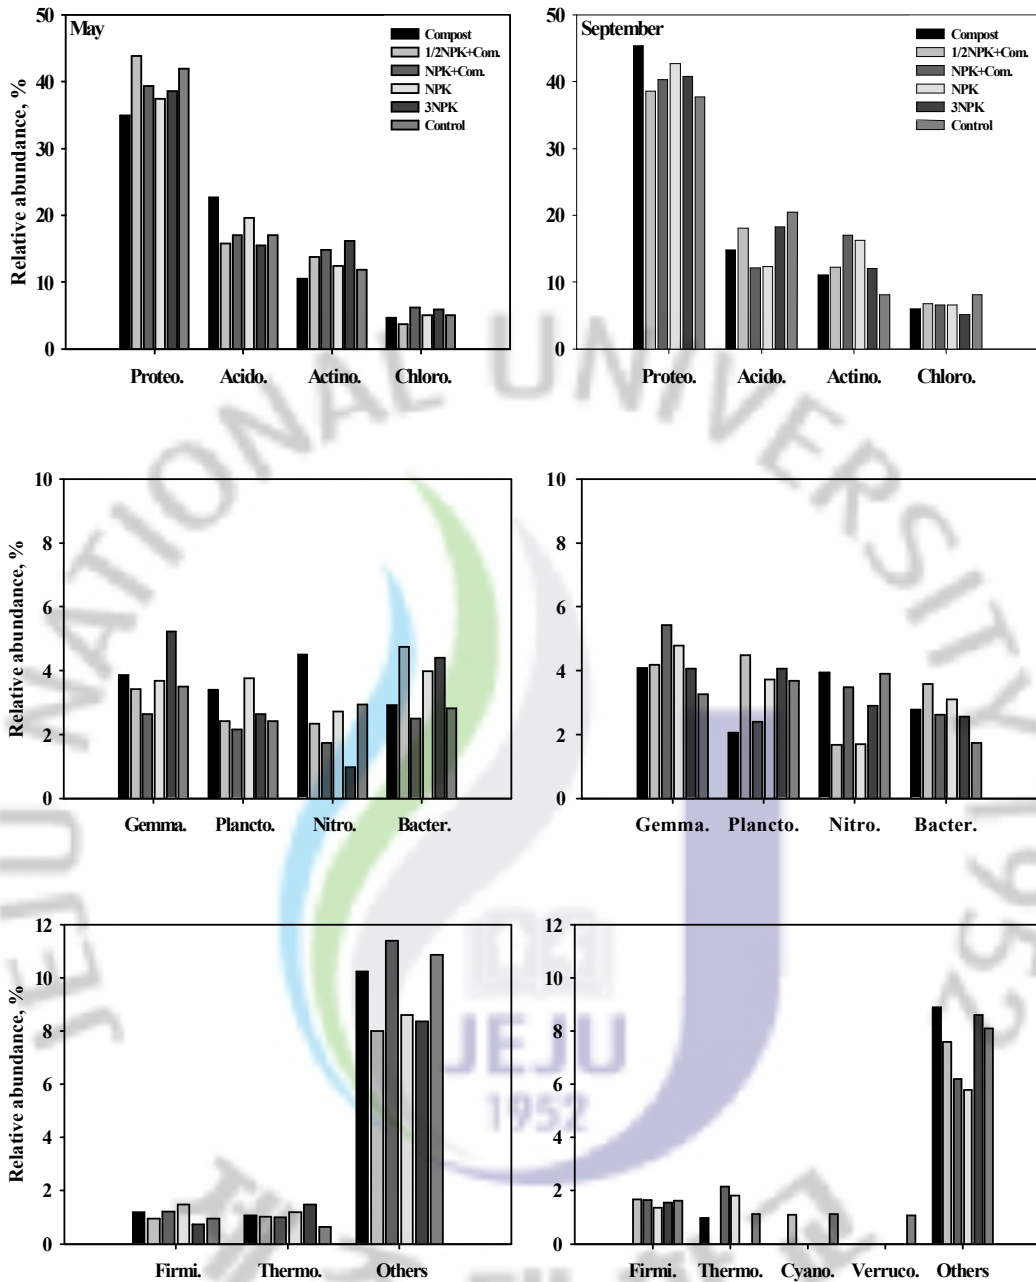 May
Compost
1/2NPK+Com.
NPK+Com.
NPK
3NPK
Control
Relative abundance, %
50
40
30
20
10
0
Proteo. Acido. Actino. Chloro.
September
Compost
1/2NPK+Com.
NPK+Com.
NPK
3NPK
Control
50
40
30
20
10
0
Proteo. Acido. Actino. Chloro.
Relative abundance, %
10
8
6
4
2
0
Gemma. Plancto. Nitro. Bacter.
10
8
6
4
2
0
Gemma. Plancto. Nitro. Bacter.
Relative abundance, %
12
10
8
6
4
2
0
Firmi. Thermo. Others
12
10
8
6
4
2
0
Firmi. Thermo. Cyano. Verruco. Others
JEJU NATIONAL UNIVERSITY 1952
JEJU
1952